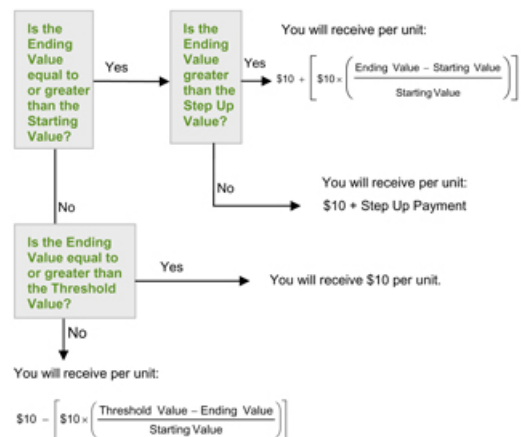 Is the
Ending
Value
equal to
or greater
than the
Starting
Value?
Yes
Is the
Ending
Value
greater
than the
Step Up
Value?
Yes
You will receive per unit:
$10 + [ $10 × ( Ending Value – Starting Value
Starting Value ) ]
No
You will receive per unit:
$10 + Step Up Payment
No
Is the Ending
Value equal to
or greater than
the Threshold
Value?
Yes
You will receive $10 per unit.
No
You will receive per unit:
$10 – [ $10 × ( Threshold Value – Ending Value
Starting Value ) ]